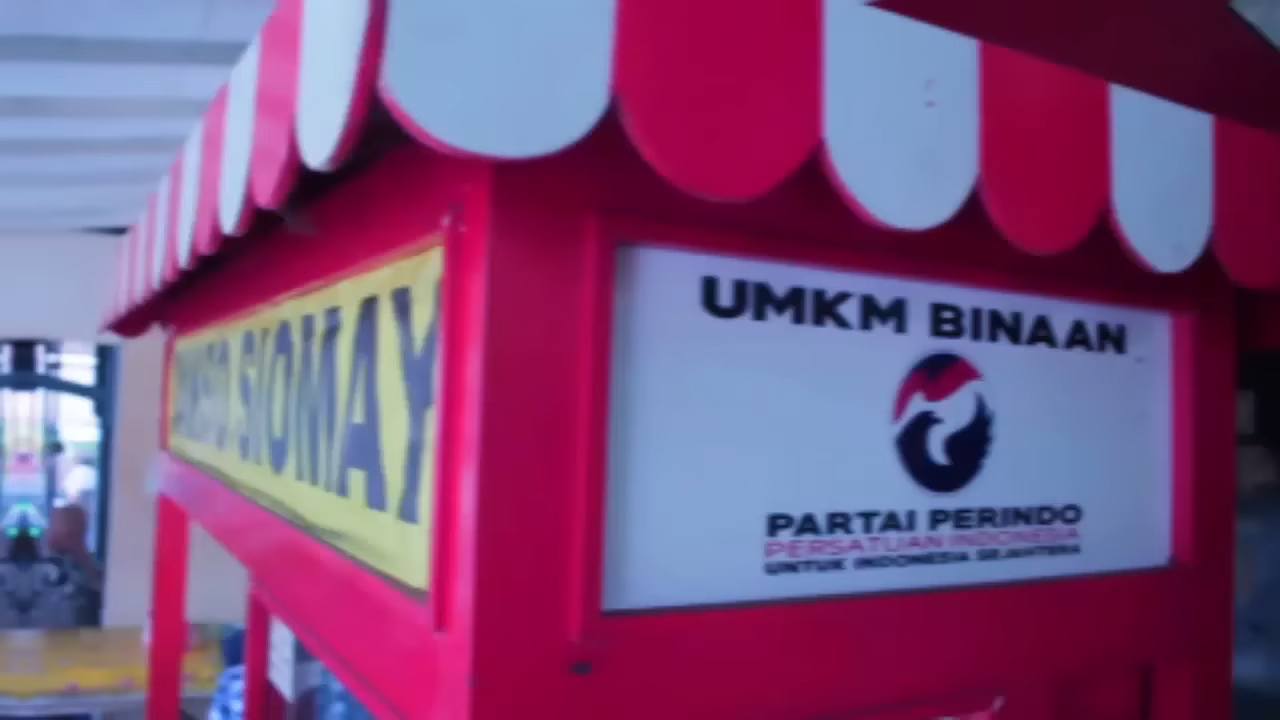 SIOMAY
UMKM BINAAN
PARTAI PERINDO
PERSATUAN INDONESIA
UNTUK INDONESIA SEJAHTERA